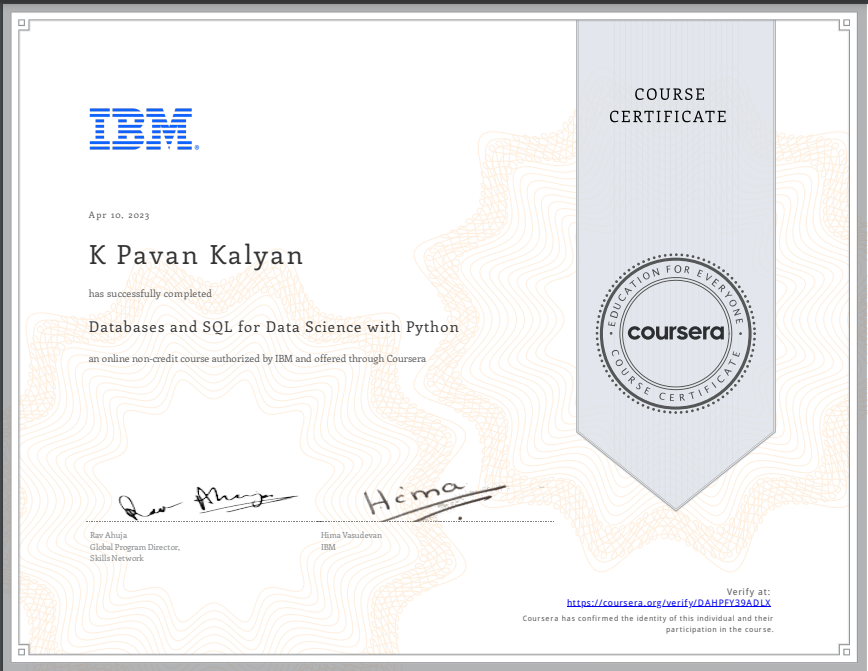 COURSE
CERTIFICATE
IBM®
Apr 10, 2023
K Pavan Kalyan
has successfully completed
Databases and SQL for Data Science with Python
an online non-credit course authorized by IBM and offered through Coursera
EDUCATION FOR EVERYONE
coursera
COURSE CERTIFICATE
Hima
Rav Ahuja
Global Program Director,
Skills Network
Hima Vasudevan
IBM
Verify at:
https://coursera.org/verify/DAHPFY39ADLX
Coursera has confirmed the identity of this individual and their
participation in the course.